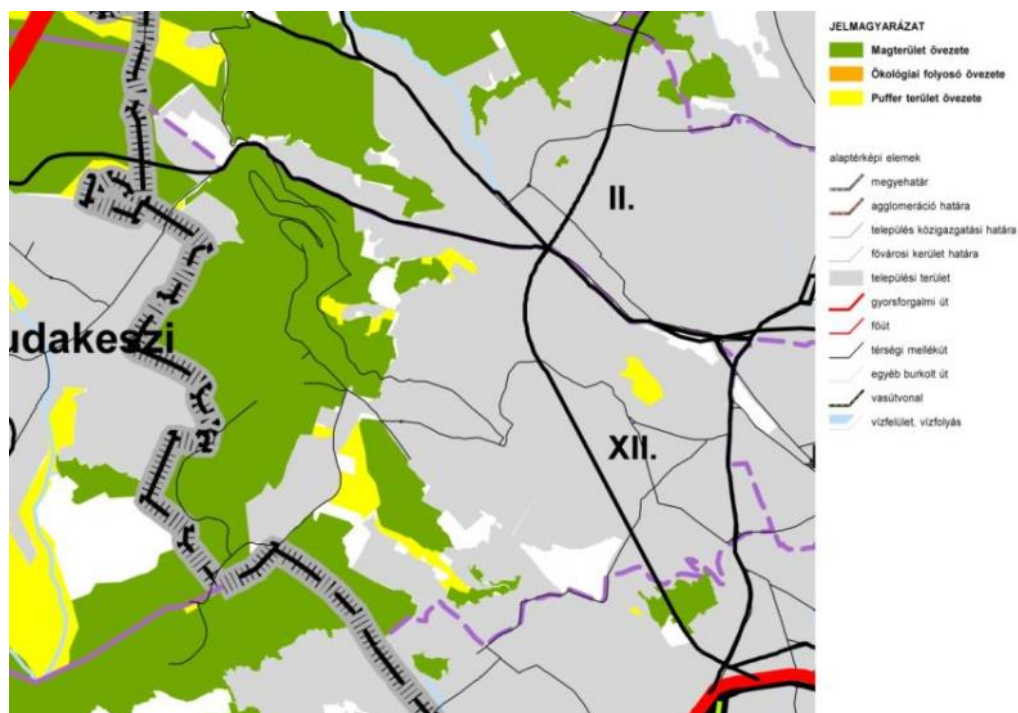 II.
udakeszi
XII.
JELMAGYARÁZAT
Magterület övezete
Ökológiai folyosó övezete
Puffer terület övezete
alaptérképi elemek
megyehatár
agglomeráció határa
település közigazgatási határa
fővárosi kerület határa
települési terület
gyorsforgalmi út
főút
térségi mellékút
egyéb burkolt út
vasútvonal
vízfelület, vízfolyás